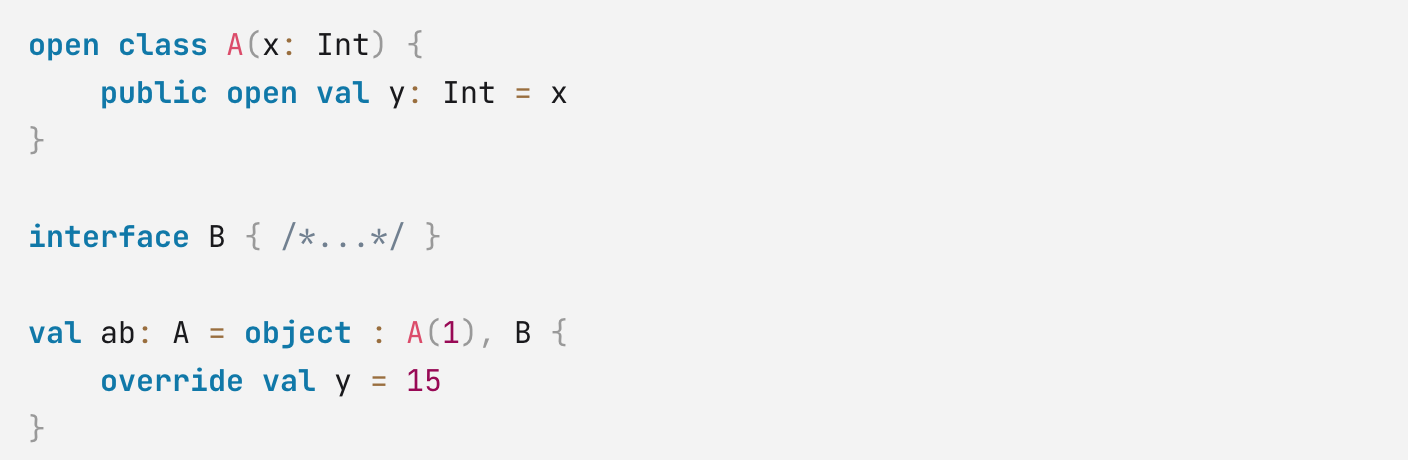 open class A(x: Int) {
    public open val y: Int = x
}
interface B { /*...*/ }
val ab: A = object : A(1), B {
    override val y = 15
}